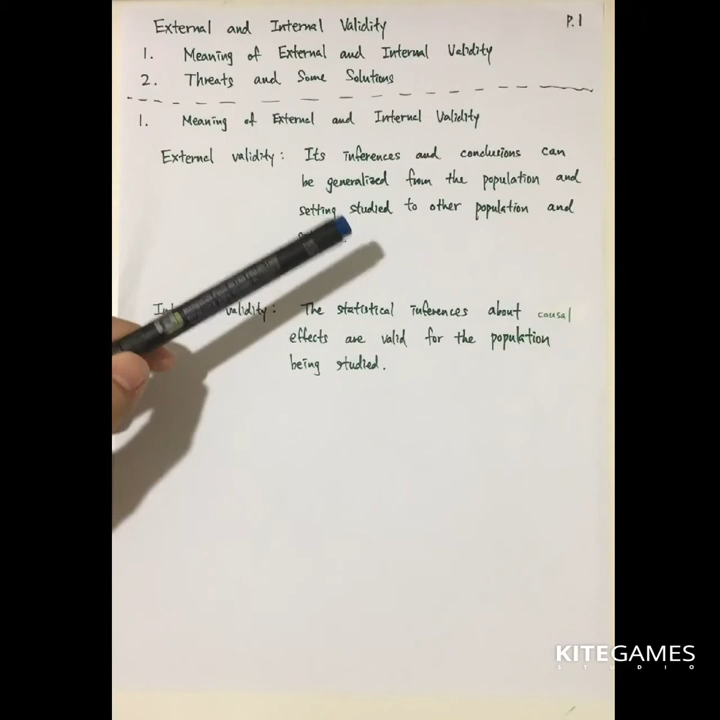 External and Internal Validity P.1
1. Meaning of External and Internal Validity
2. Threats and Some Solutions
1. Meaning of External and Internal Validity
External validity: Its inferences and conclusions can
be generalized from the population and
setting studied to other population and
validity: The statistical inferences about causal
effects are valid for the population
being studied.
KITEGAMES
STUDIO